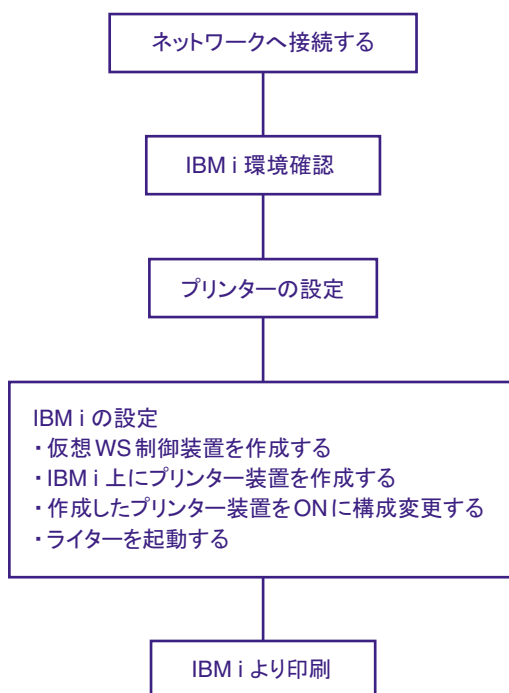 ネットワークへ接続する
IBM i 環境確認
プリンターの設定
IBM i の設定
・仮想 WS 制御装置を作成する
・IBM i 上にプリンター装置を作成する
・作成したプリンター装置をONに構成変更する
・ライターを起動する
IBM i より印刷